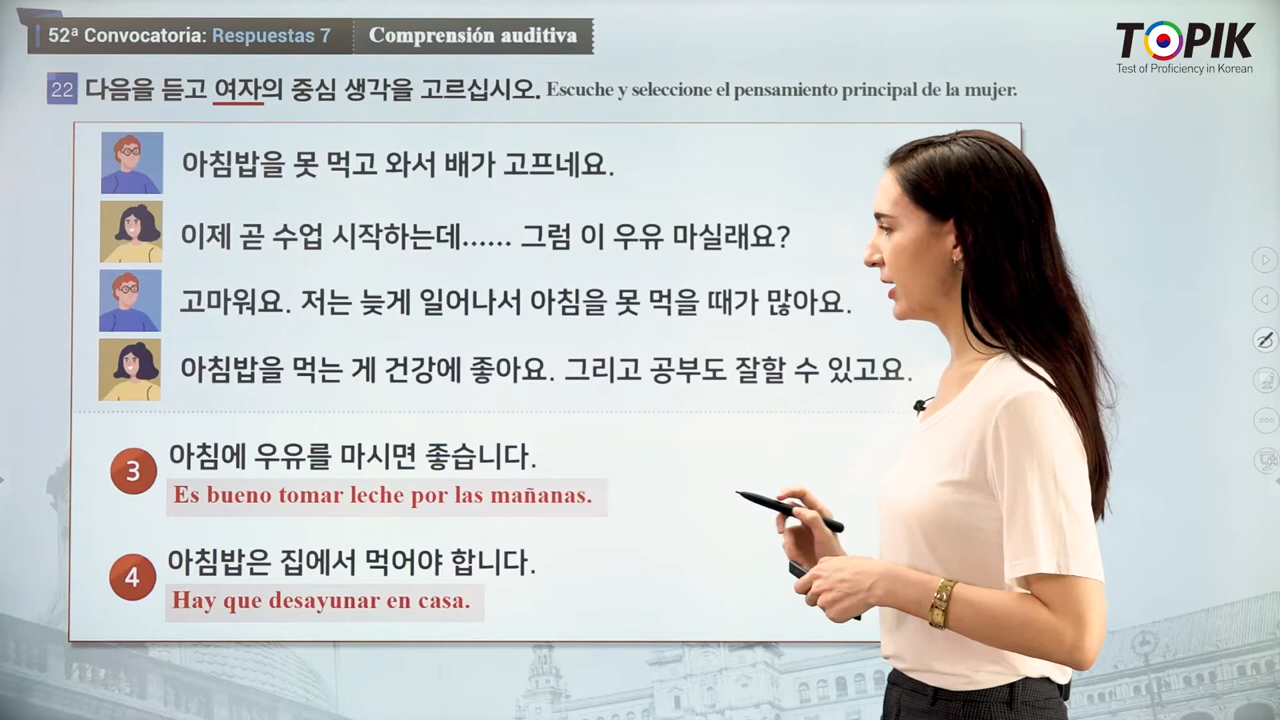 52ª Convocatoria: Respuestas 7 Comprensión auditiva
TOPIK
Test of Proficiency in Korean
22 다음을 듣고 여자의 중심 생각을 고르십시오. Escuche y seleccione el pensamiento principal de la mujer.
아침밥을 못 먹고 와서 배가 고프네요.
이제 곧 수업 시작하는데…… 그럼 이 우유 마실래요?
고마워요. 저는 늦게 일어나서 아침을 못 먹을 때가 많아요.
아침밥을 먹는 게 건강에 좋아요. 그리고 공부도 잘할 수 있고요.
3 아침에 우유를 마시면 좋습니다.
Es bueno tomar leche por las mañanas.
4 아침밥은 집에서 먹어야 합니다.
Hay que desayunar en casa.